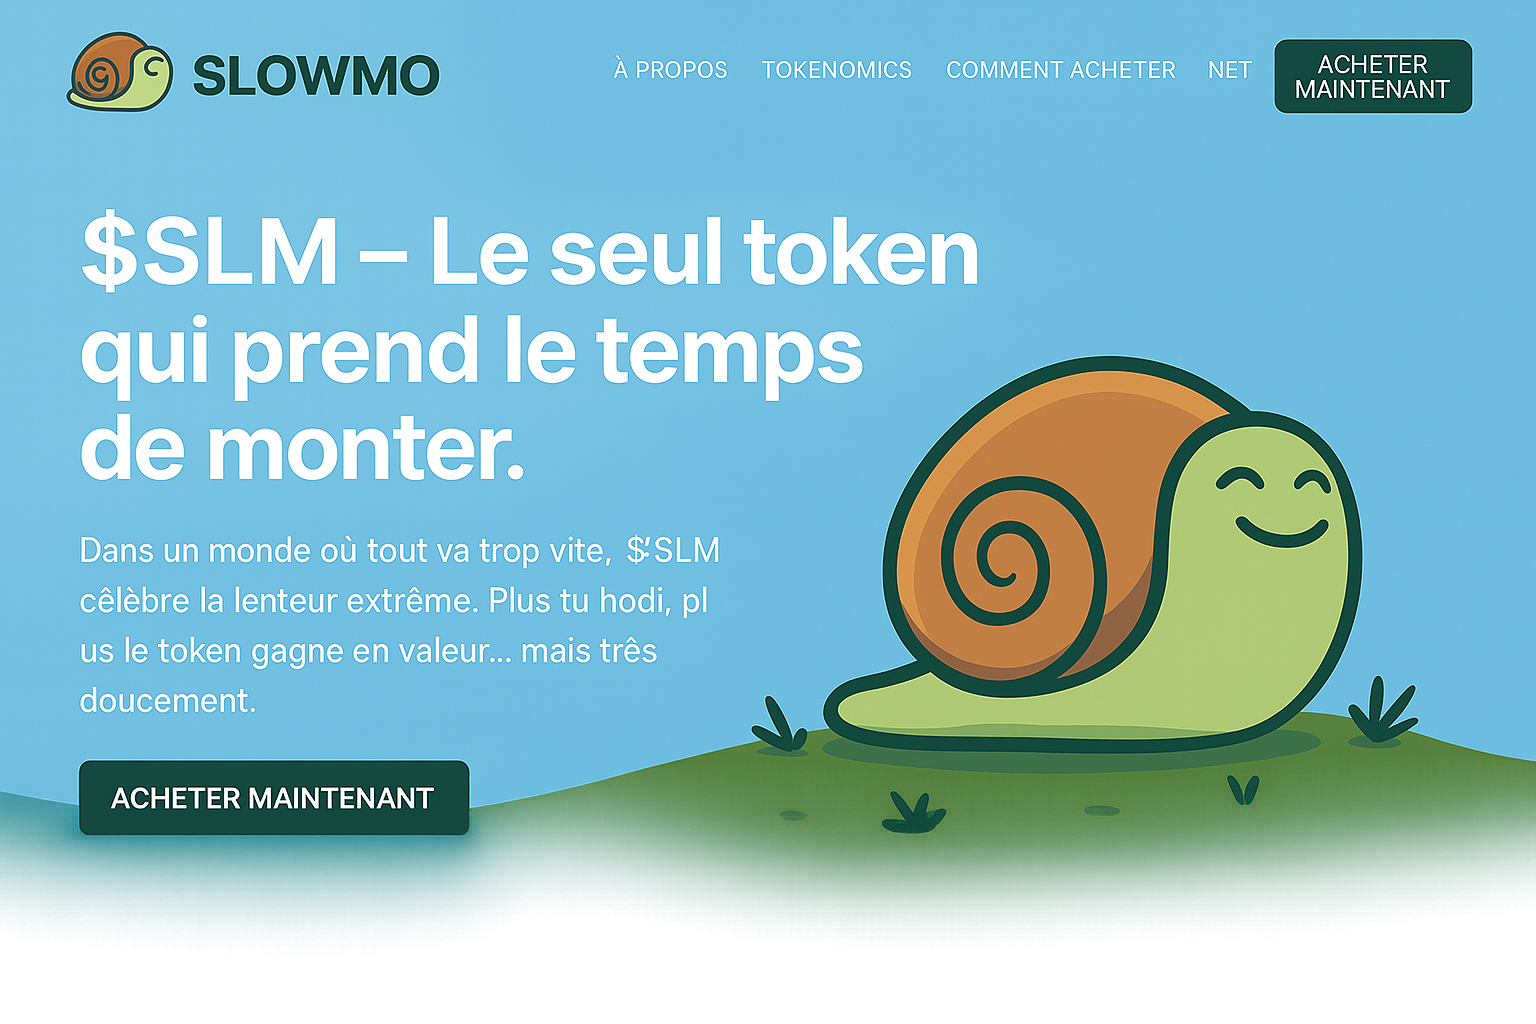 SLOWMO
À PROPOS TOKENOMICS COMMENT ACHETER NET
ACHETER
MAINTENANT
$SLM – Le seul token
qui prend le temps
de monter.
Dans un monde où tout va trop vite, $'SLM
cêlèbre la lenteur extrême. Plus tu hodi, pl
us le token gagne en valeur... mais três
doucement.
ACHETER MAINTENANT